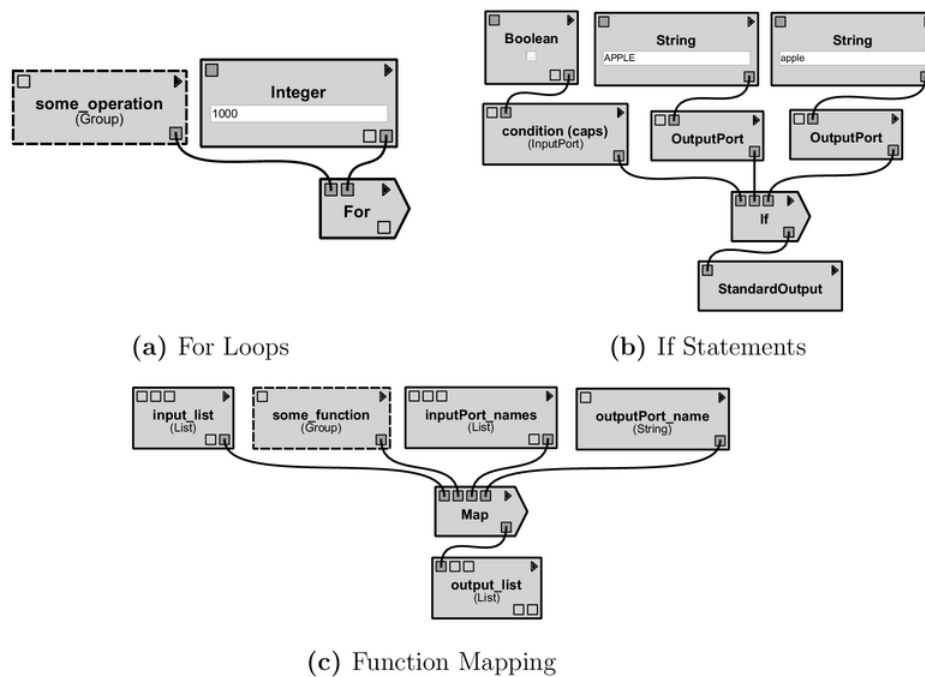 some_operation
(Group)
Integer
1000
For
(a) For Loops
Boolean
String
APPLE
String
apple
condition (caps)
(InputPort)
OutputPort
OutputPort
If
StandardOutput
(b) If Statements
input_list
(List)
some_function
(Group)
inputPort_names
(List)
outputPort_name
(String)
Map
output_list
(List)
(c) Function Mapping